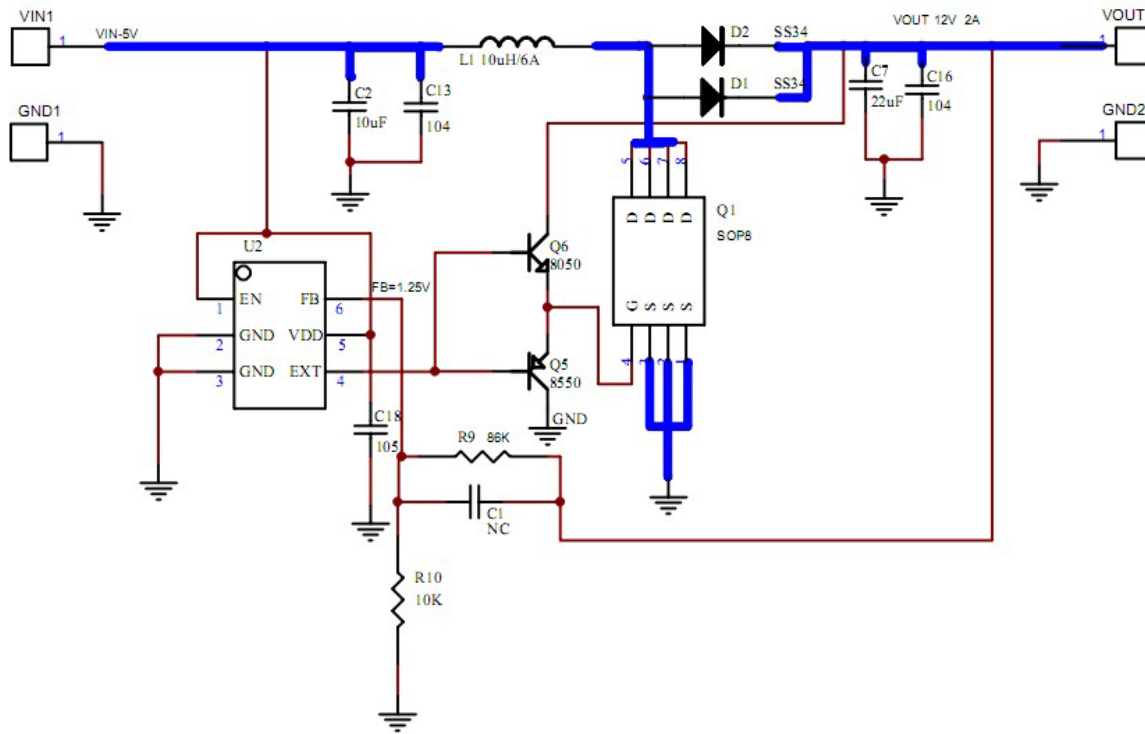 VIN1
1
VIN-5V
L1 10uH/6A
D2
SS34
D1
SS34
VOUT 12V 2A
VOUT
1
C2
10uF
C13
104
C7
22uF
C16
104
GND1
1
GND2
1
5
6
7
8
D
D
D
D
Q1
SOP8
G
S
S
S
4
3
2
1
U2
FB=1.25V
EN
FB
1
6
GND
VDD
2
5
GND
EXT
3
4
Q6
8050
Q5
8550
GND
C18
105
R9 86K
C1
NC
R10
10K